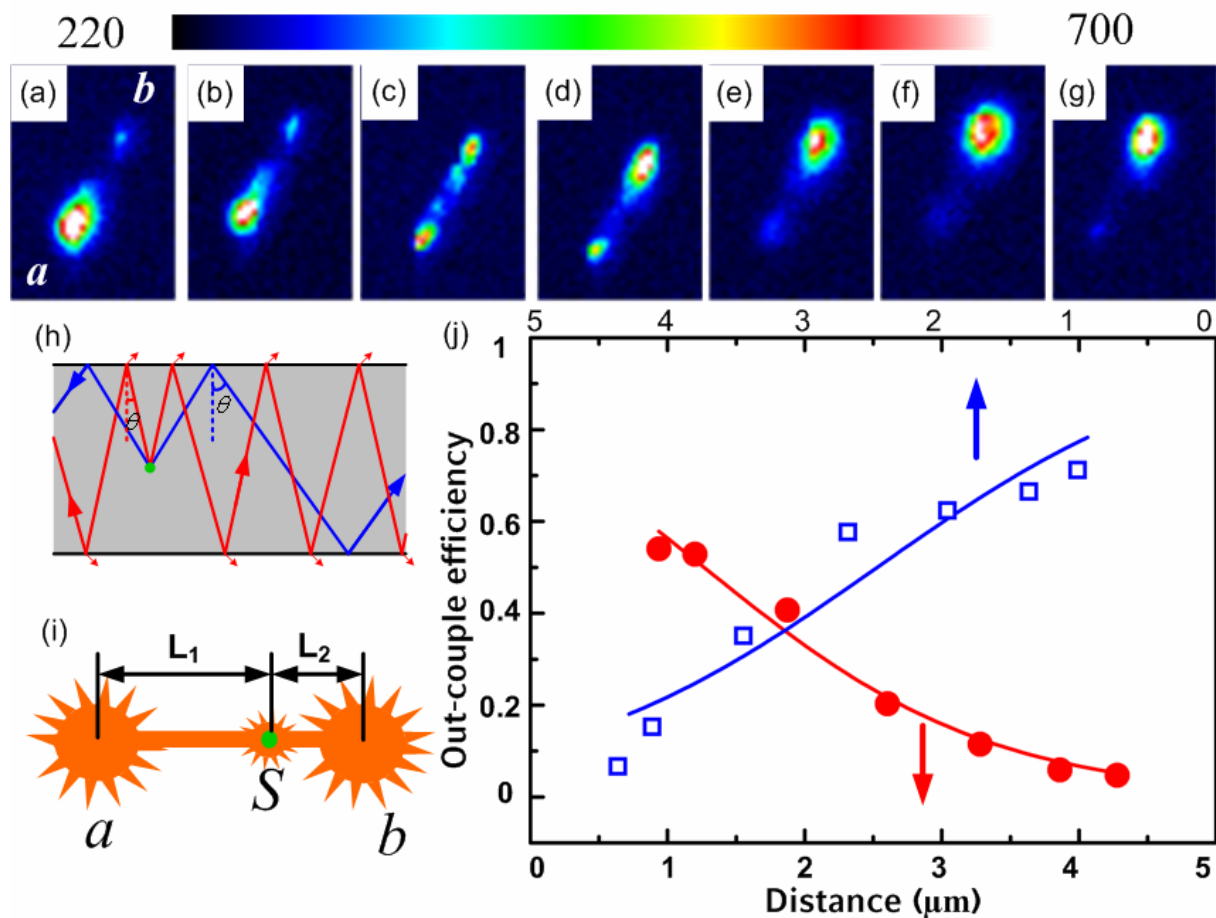 220 700
(a) b (b) (c) (d) (e) (f) (g)
a
(h) (j) 5 4 3 2 1 0
θ θ
1
0.8
0.6
0.4
0.2
0
Out-couple efficiency
(i) L1 L2
S
a b
0 1 2 3 4 5
Distance (μm)